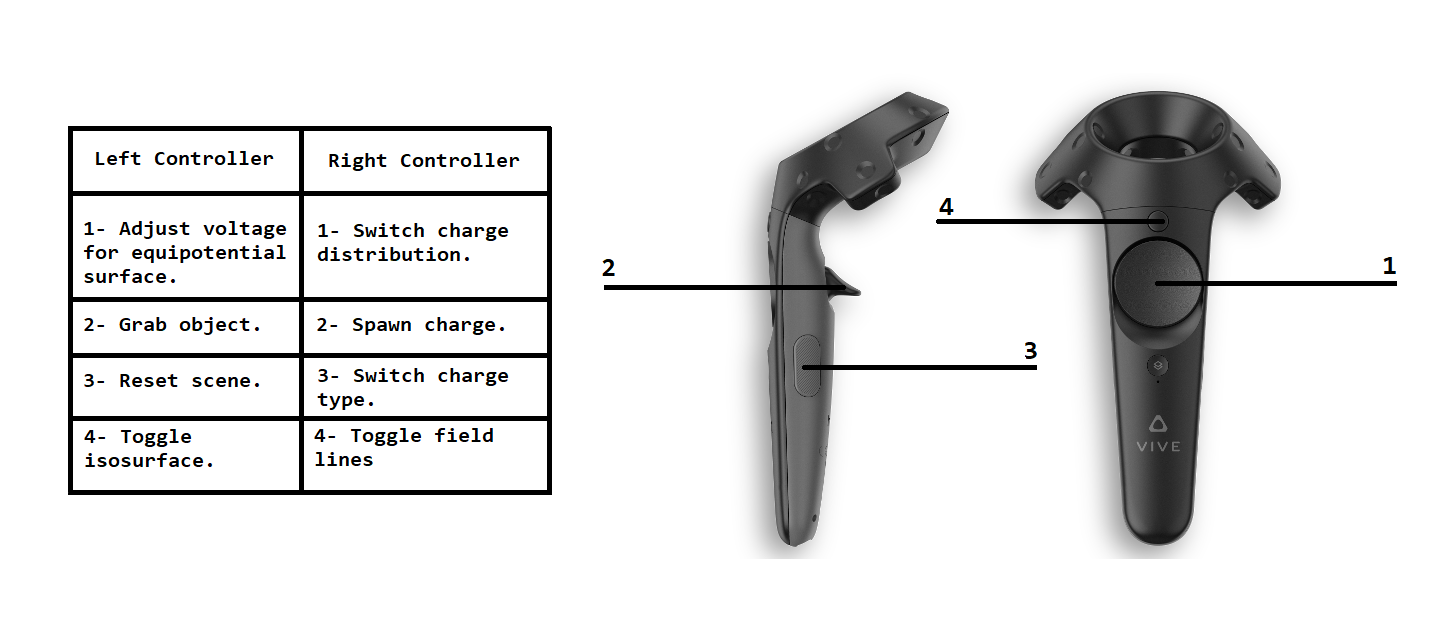 Left Controller
Right Controller
1- Adjust voltage
for equipotential
surface.
1- Switch charge
distribution.
2- Grab object.
2- Spawn charge.
3- Reset scene.
3- Switch charge
type.
4- Toggle
isosurface.
4- Toggle field
lines
2
3
4
1
VIVE